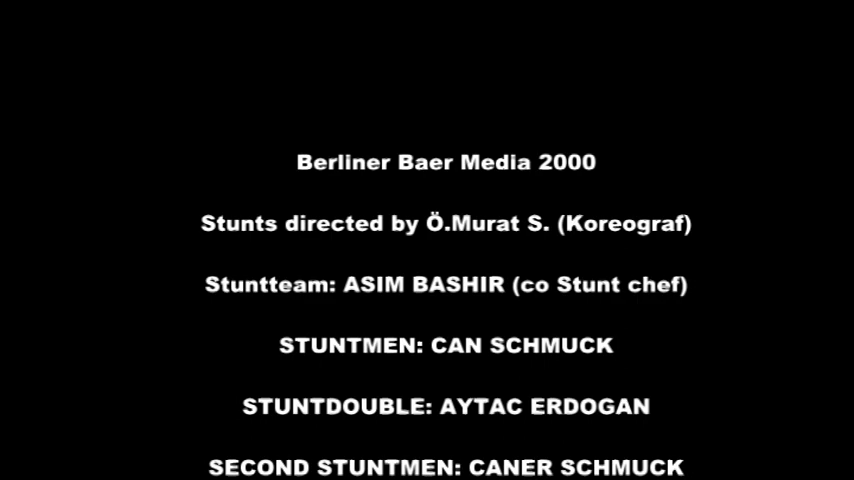 Berliner Baer Media 2000
Stunts directed by Ö.Murat S. (Koreograf)
Stuntteam: ASIM BASHIR (co Stunt chef)
STUNTMEN: CAN SCHMUCK
STUNTDOUBLE: AYTAC ERDOGAN
SECOND STUNTMEN: CANER SCHMUCK